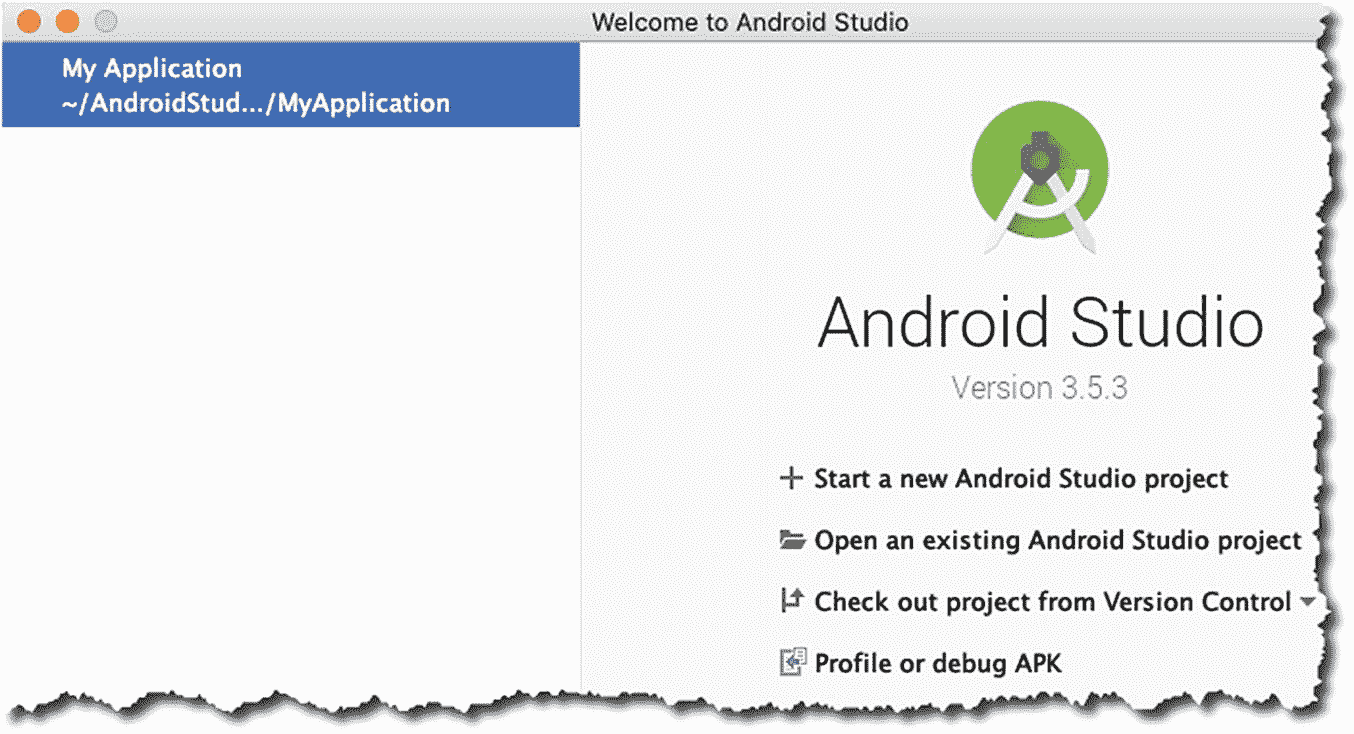 Welcome to Android Studio
My Application
~/AndroidStud.../MyApplication
Android Studio
Version 3.5.3
Start a new Android Studio project
Open an existing Android Studio project
Check out project from Version Control
Profile or debug APK